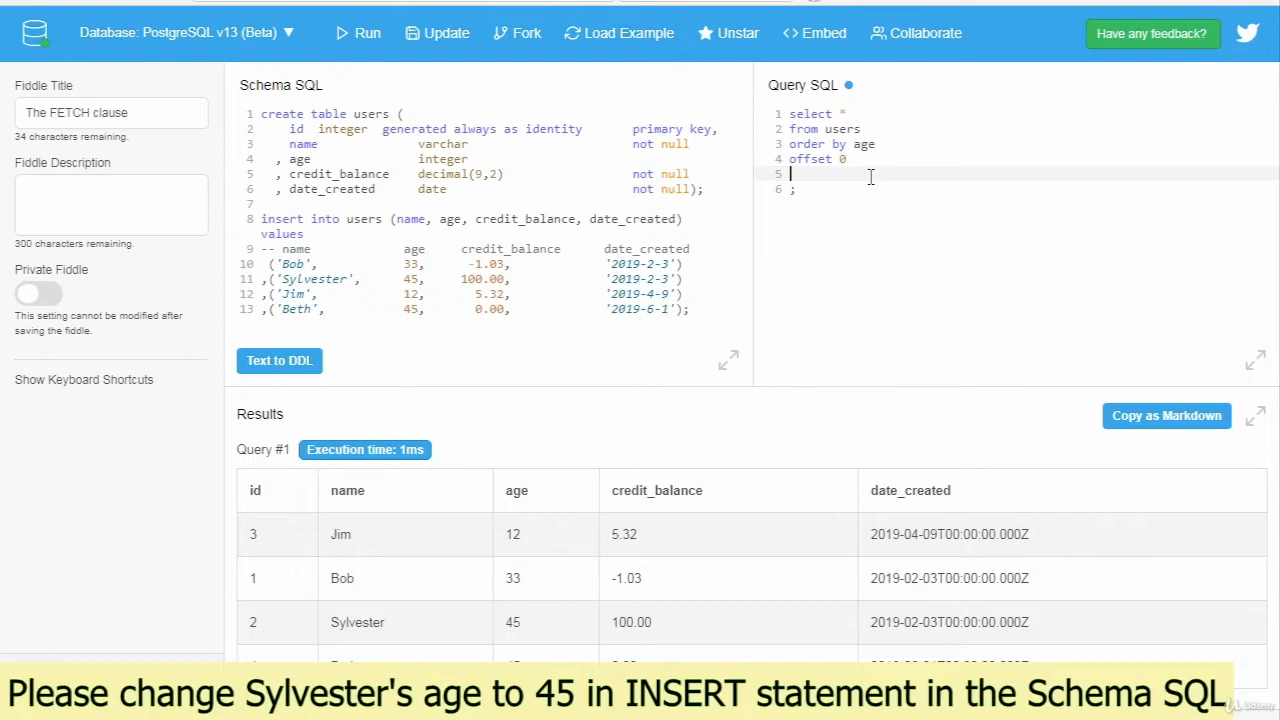 Database: PostgreSQL v13 (Beta) ▼ Run Update Fork Load Example Unstar <> Embed Collaborate Have any feedback?
Fiddle Title
The FETCH clause
34 characters remaining.
Fiddle Description
300 characters remaining.
Private Fiddle
This setting cannot be modified after
saving the fiddle.
Show Keyboard Shortcuts
Schema SQL
1 create table users (
2 id integer generated always as identity primary key,
3 name varchar not null
4 , age integer
5 , credit_balance decimal(9,2) not null
6 , date_created date not null);
7
8 insert into users (name, age, credit_balance, date_created)
values
9 -- name age credit_balance date_created
10 ('Bob', 33, -1.03, '2019-2-3')
11 ,('Sylvester', 45, 100.00, '2019-2-3')
12 ,('Jim', 12, 5.32, '2019-4-9')
13 ,('Beth', 45, 0.00, '2019-6-1');
Text to DDL
Query SQL
1 select *
2 from users
3 order by age
4 offset 0
5
6 ;
Results
Copy as Markdown
Query #1 Execution time: 1ms
id name age credit_balance date_created
3 Jim 12 5.32 2019-04-09T00:00:00.000Z
1 Bob 33 -1.03 2019-02-03T00:00:00.000Z
2 Sylvester 45 100.00 2019-02-03T00:00:00.000Z
Please change Sylvester's age to 45 in INSERT statement in the Schema SQL
Udemy